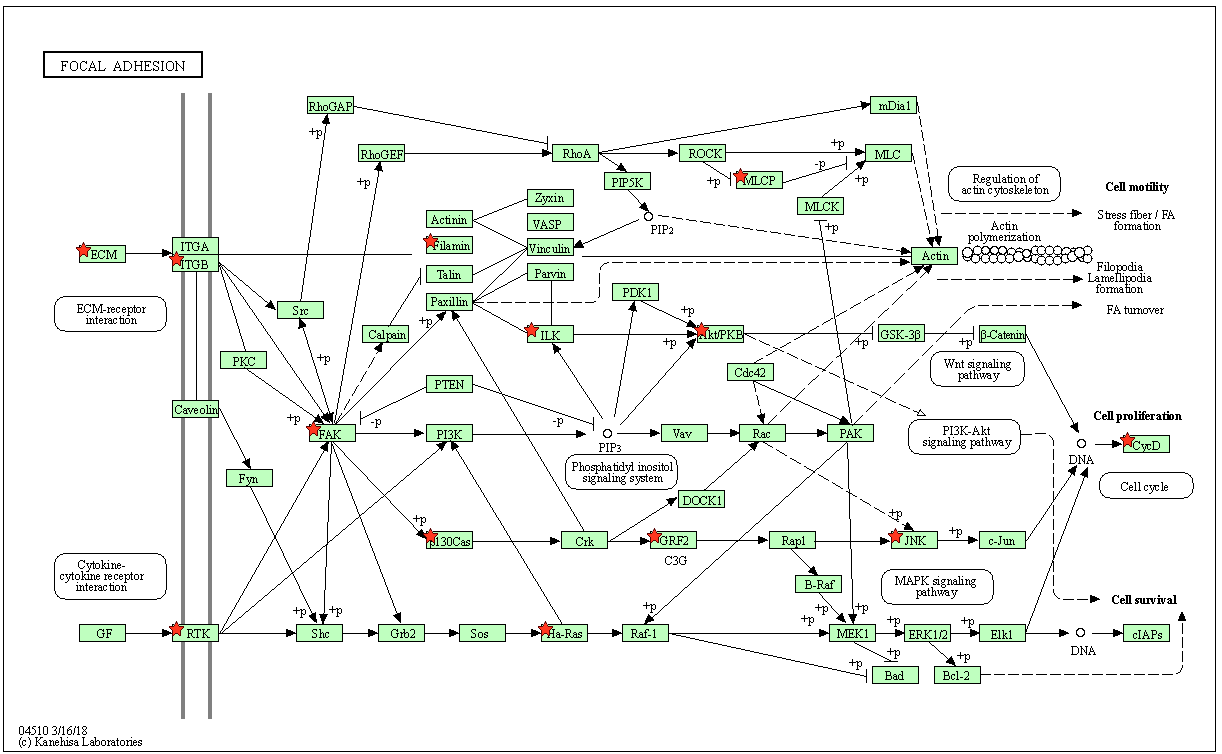 FOCAL ADHESION
RhoGAP
mDia1
+p
RhoGEF
RhoA
ROCK
+p
MLC
+p
PIP5K
+p
MLCP
-p
+p
Regulation of
actin cytoskeleton
Cell motility
Zyxin
MLCK
Actinin
VASP
PIP2
+p
Stress fiber / FA
formation
Actin
polymerization
ECM
ITGA
ITGB
Filamin
Vinculin
Actin
Talin
Parvin
Filopodia
Lamellipodia
formation
PDK1
Paxillin
FA turnover
ECM-receptor
interaction
Src
+p
+p
Calpain
ILK
Akt/PKB
GSK-3β
β-Catenin
+p
+p
+p
+p
PKC
Wnt signaling
pathway
PTEN
Cdc42
Caveolin
+p
-p
-p
Cell proliferation
FAK
PI3K
PIP3
Vav
Rac
PAK
PI3K-Akt
signaling pathway
DNA
CycD
Phosphatidyl inositol
signaling system
Fyn
Cell cycle
DOCK1
+p
+p
p130Cas
Crk
GRF2
Rap1
JNK
+p
c-Jun
C3G
Cytokine-
cytokine receptor
interaction
B-Raf
MAPK signaling
pathway
+p
+p
+p
+p
+p
+p
Cell survival
GF
RTK
Shc
Grb2
Sos
Ha-Ras
Raf-1
MEK1
+p
ERK1/2
+p
Elk1
DNA
cIAPs
+p
+p
+p
Bad
Bcl-2
04510 3/16/18
(c) Kanehisa Laboratories